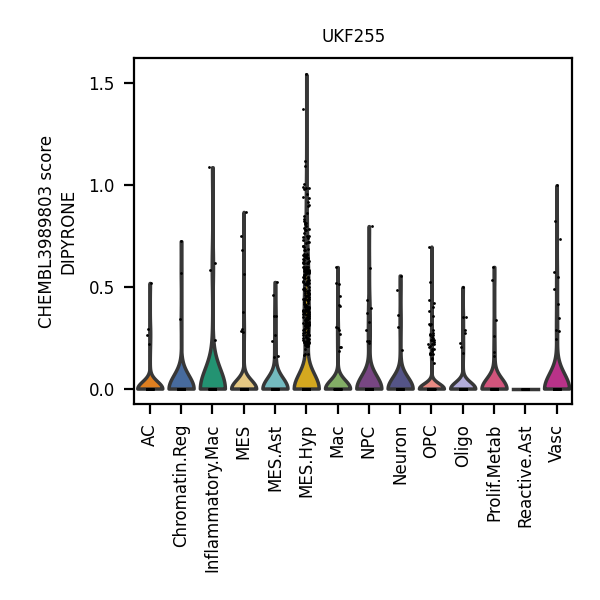 UKF255
CHEMBL3989803 score
DIPYRONE
1.5
1.0
0.5
0.0
AC
Chromatin.Reg
Inflammatory.Mac
MES
MES.Ast
MES.Hyp
Mac
NPC
Neuron
OPC
Oligo
Prolif.Metab
Reactive.Ast
Vasc